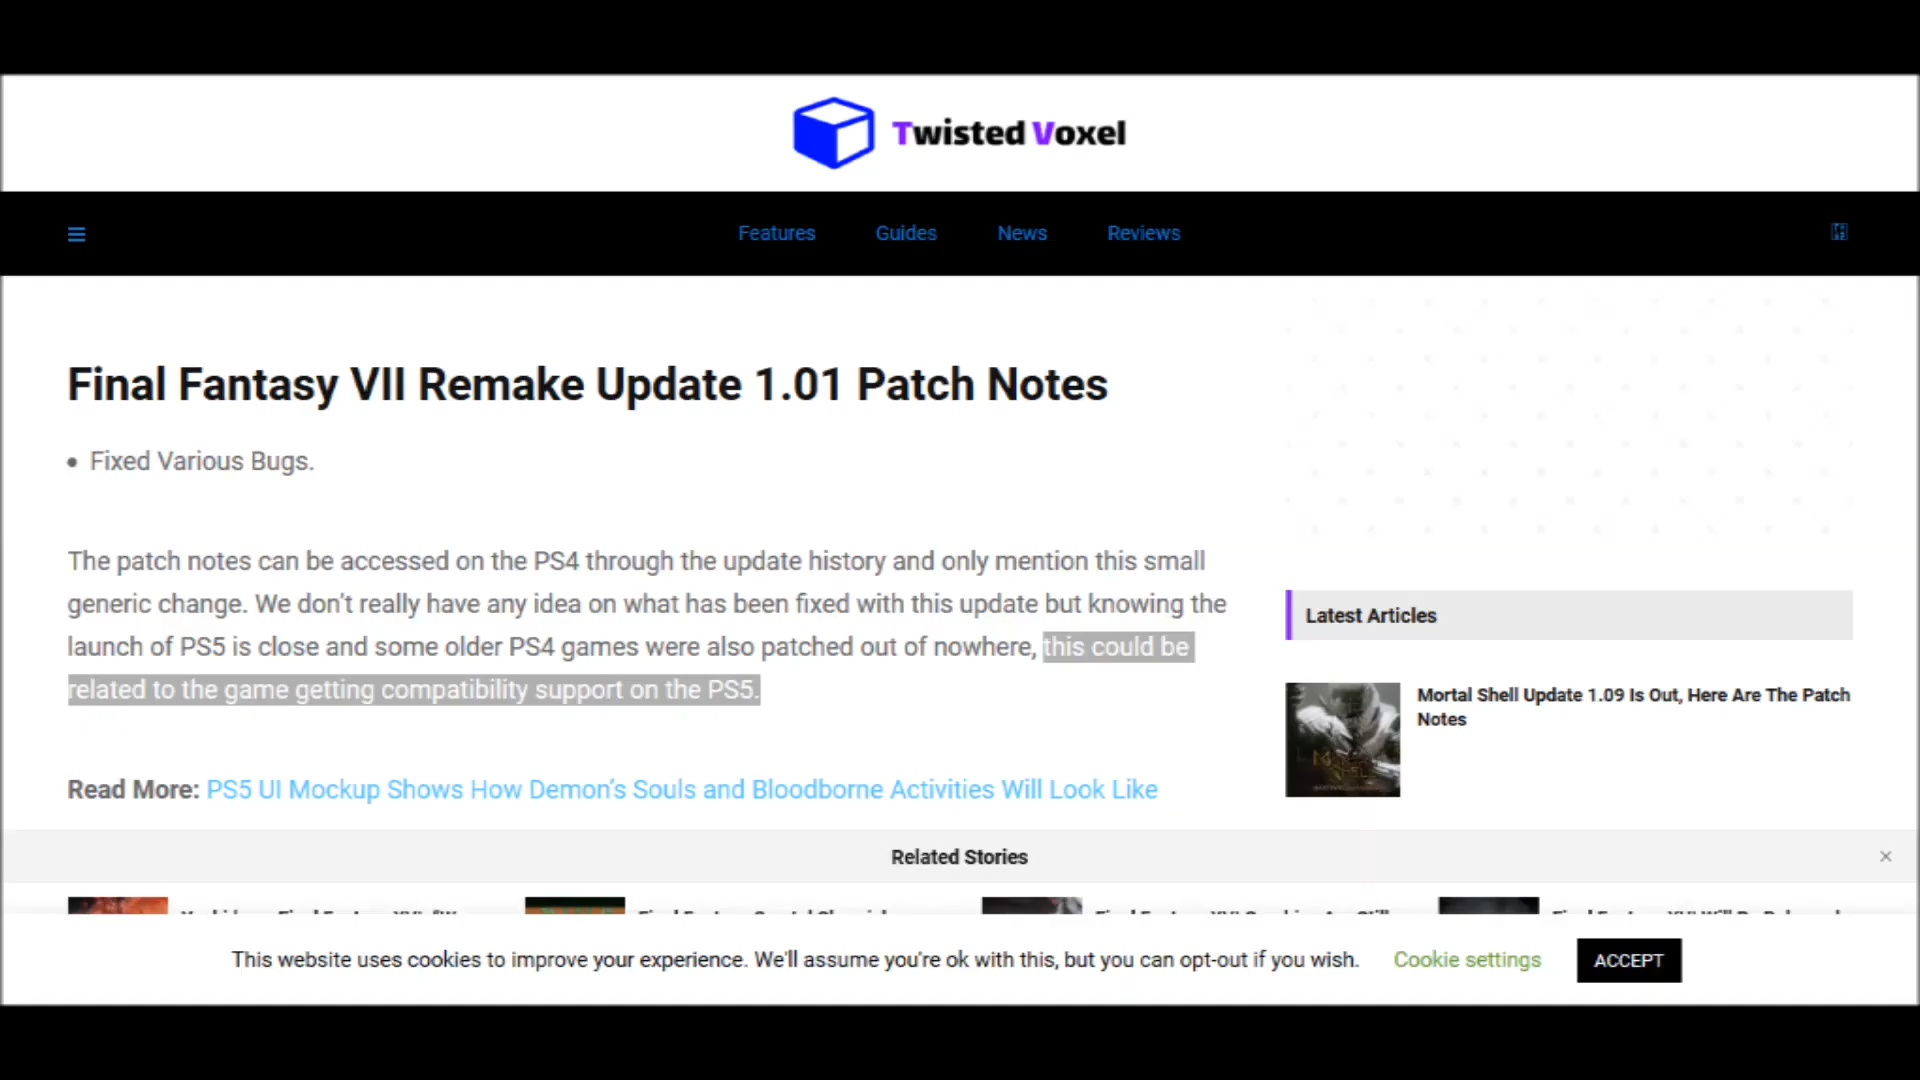 Twisted Voxel
Features Guides News Reviews
Final Fantasy VII Remake Update 1.01 Patch Notes
• Fixed Various Bugs.
The patch notes can be accessed on the PS4 through the update history and only mention this small
generic change. We don't really have any idea on what has been fixed with this update but knowing the
launch of PS5 is close and some older PS4 games were also patched out of nowhere, this could be
related to the game getting compatibility support on the PS5.
Read More: PS5 UI Mockup Shows How Demon's Souls and Bloodborne Activities Will Look Like
Latest Articles
Mortal Shell Update 1.09 Is Out, Here Are The Patch
Notes
Related Stories
This website uses cookies to improve your experience. We'll assume you're ok with this, but you can opt-out if you wish. Cookie settings ACCEPT